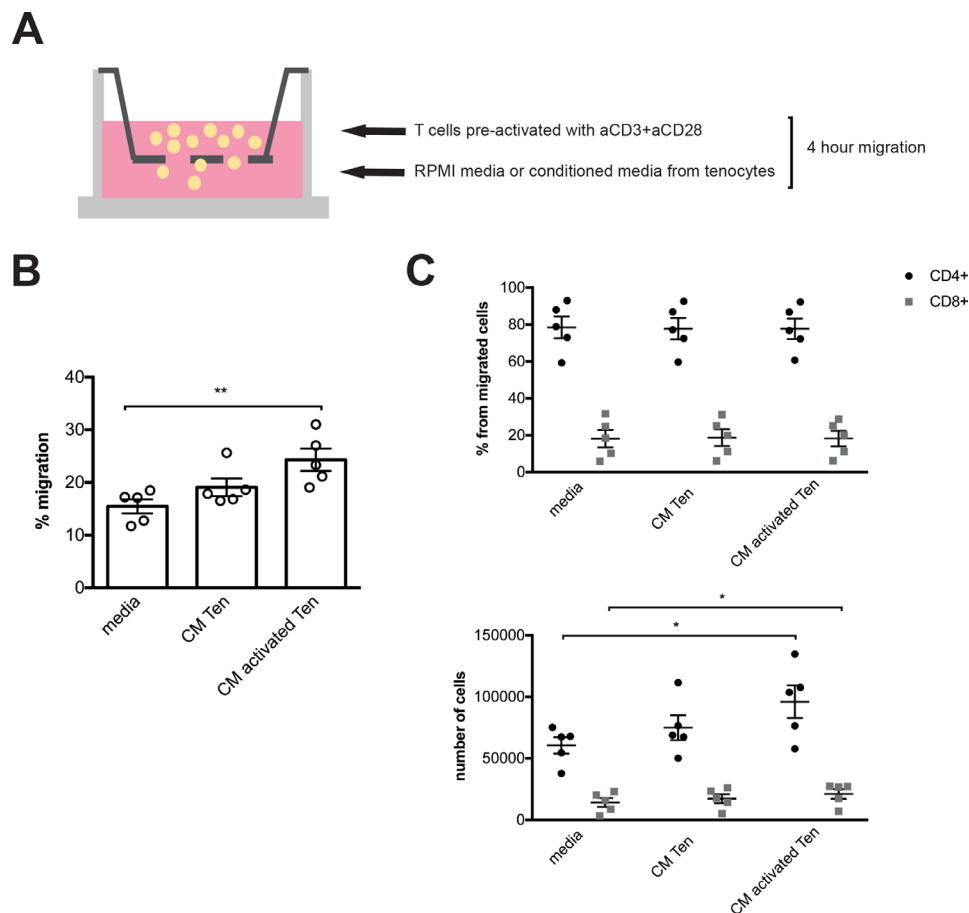 A
T cells pre-activated with aCD3+aCD28
RPMI media or conditioned media from tenocytes
4 hour migration
B
% migration
40
30
20
10
0
**
media
CM Ten
CM activated Ten
C
CD4+
CD8+
% from migrated cells
100
80
60
40
20
0
media
CM Ten
CM activated Ten
number of cells
150000
100000
50000
0
*
*
media
CM Ten
CM activated Ten